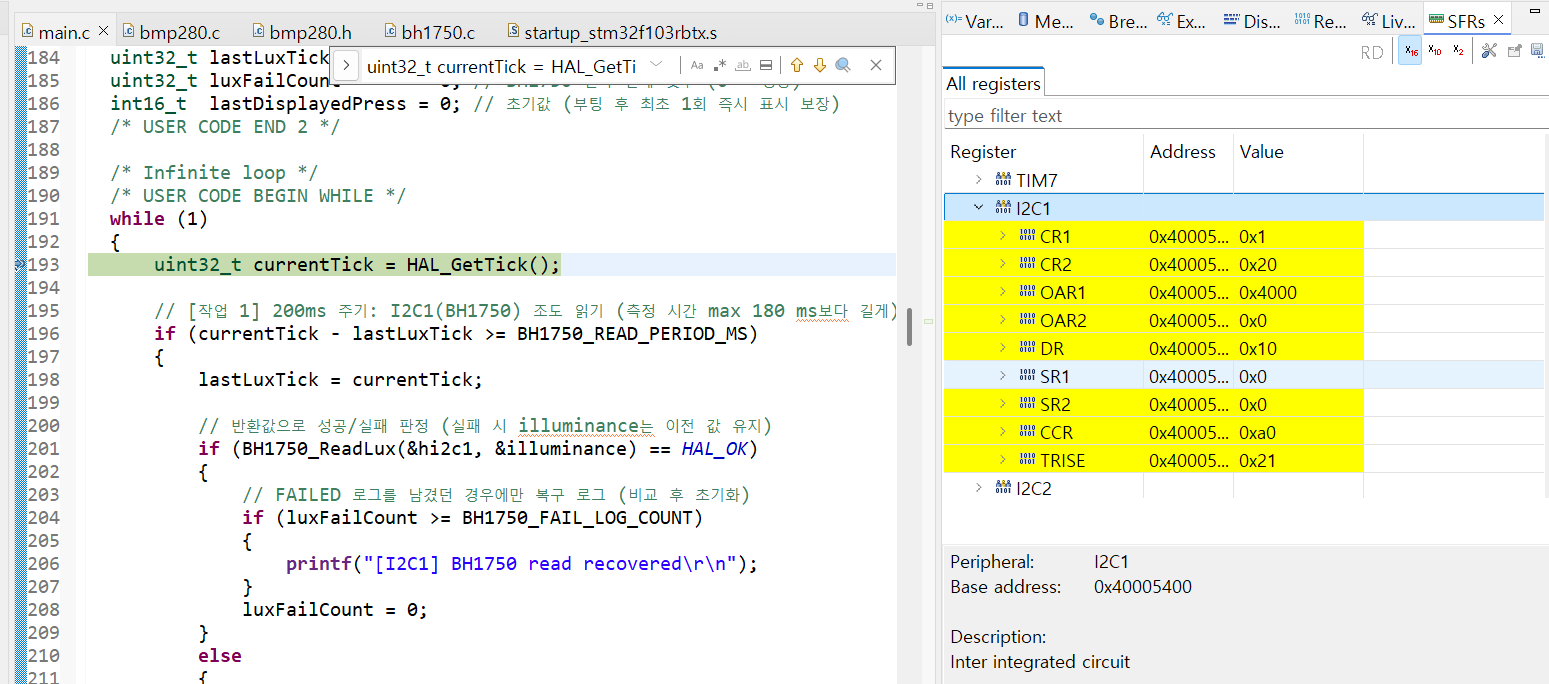 main.c
bmp280.c
bmp280.h
bh1750.c
startup_stm32f103rbtx.s
uint32_t currentTick = HAL_GetTi
Aa
184 uint32_t lastLuxTick
185 uint32_t luxFailCount
186 int16_t lastDisplayedPress = 0; // 초기값 (부팅 후 최초 1회 즉시 표시 보장)
187 /* USER CODE END 2 */
188
189 /* Infinite loop */
190 /* USER CODE BEGIN WHILE */
191 while (1)
192 {
193 uint32_t currentTick = HAL_GetTick();
194
195 // [작업 1] 200ms 주기: I2C1(BH1750) 조도 읽기 (측정 시간 max 180 ms보다 길게)
196 if (currentTick - lastLuxTick >= BH1750_READ_PERIOD_MS)
197 {
198 lastLuxTick = currentTick;
199
200 // 반환값으로 성공/실패 판정 (실패 시 illuminance는 이전 값 유지)
201 if (BH1750_ReadLux(&hi2c1, &illuminance) == HAL_OK)
202 {
203 // FAILED 로그를 남겼던 경우에만 복구 로그 (비교 후 초기화)
204 if (luxFailCount >= BH1750_FAIL_LOG_COUNT)
205 {
206 printf("[I2C1] BH1750 read recovered\r\n");
207 }
208 luxFailCount = 0;
209 }
210 else
211 {
(x)= Var...
Me...
Bre...
Ex...
Dis...
Re...
Liv...
SFRs
RD X16 X10 X2
All registers
type filter text
Register Address Value
TIM7
I2C1
CR1 0x40005... 0x1
CR2 0x40005... 0x20
OAR1 0x40005... 0x4000
OAR2 0x40005... 0x0
DR 0x40005... 0x10
SR1 0x40005... 0x0
SR2 0x40005... 0x0
CCR 0x40005... 0xa0
TRISE 0x40005... 0x21
I2C2
Peripheral: I2C1
Base address: 0x40005400
Description:
Inter integrated circuit